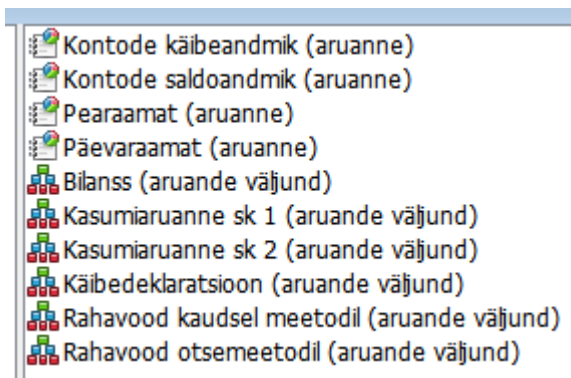 Kontode käibeandmik (aruanne)
Kontode saldoandmik (aruanne)
Pearaamat (aruanne)
Päevaraamat (aruanne)
Bilanss (aruande väljund)
Kasumiaruanne sk 1 (aruande väljund)
Kasumiaruanne sk 2 (aruande väljund)
Käibedeklaratsioon (aruande väljund)
Rahavood kaudsel meetodil (aruande väljund)
Rahavood otsemeetodil (aruande väljund)